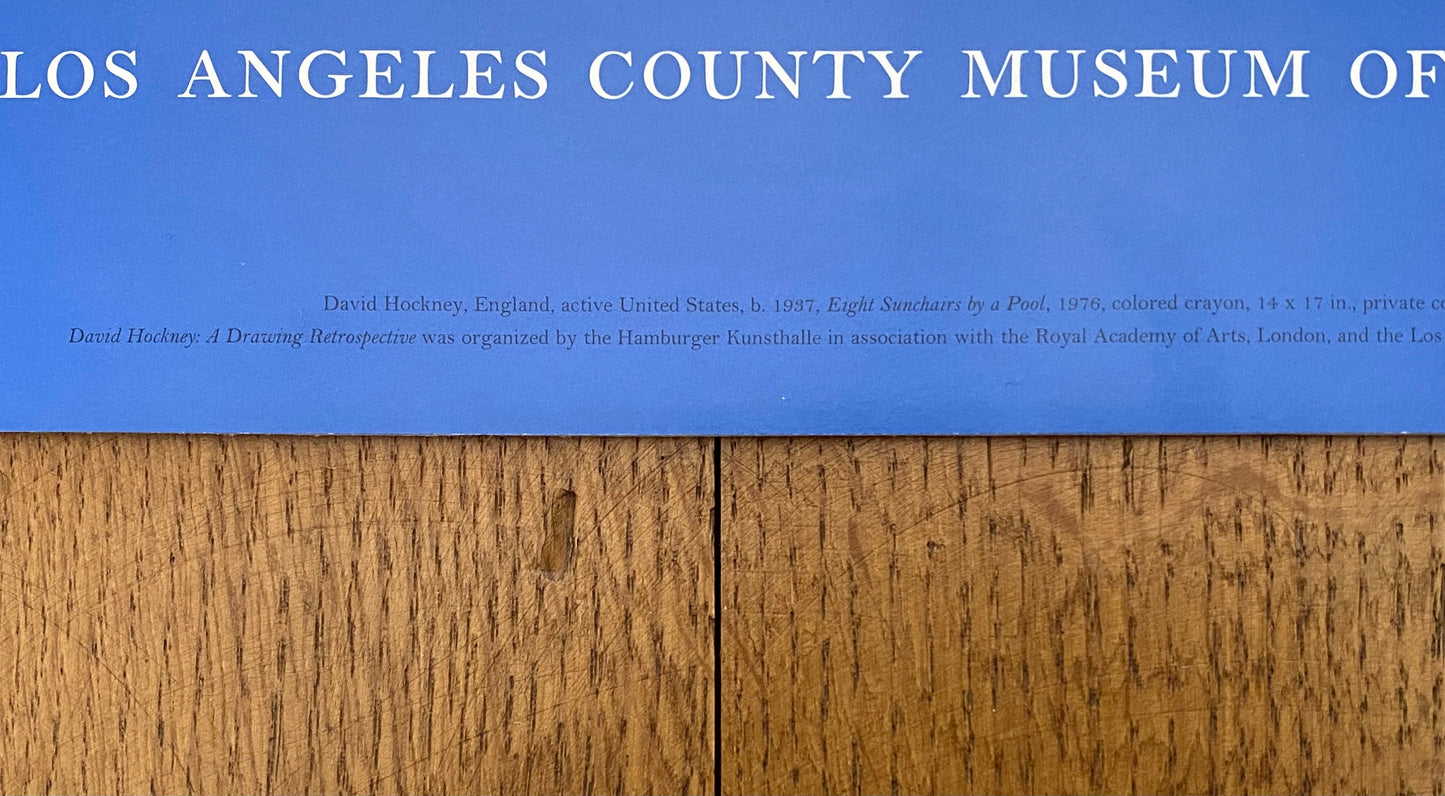 LOS ANGELES COUNTY MUSEUM OF
David Hockney, England, active United States, b. 1937, Eight Sunchairs by a Pool, 1976, colored crayon, 14 x 17 in., private
David Hockney: A Drawing Retrospective was organized by the Hamburger Kunsthalle in association with the Royal Academy of Arts, London, and the Los